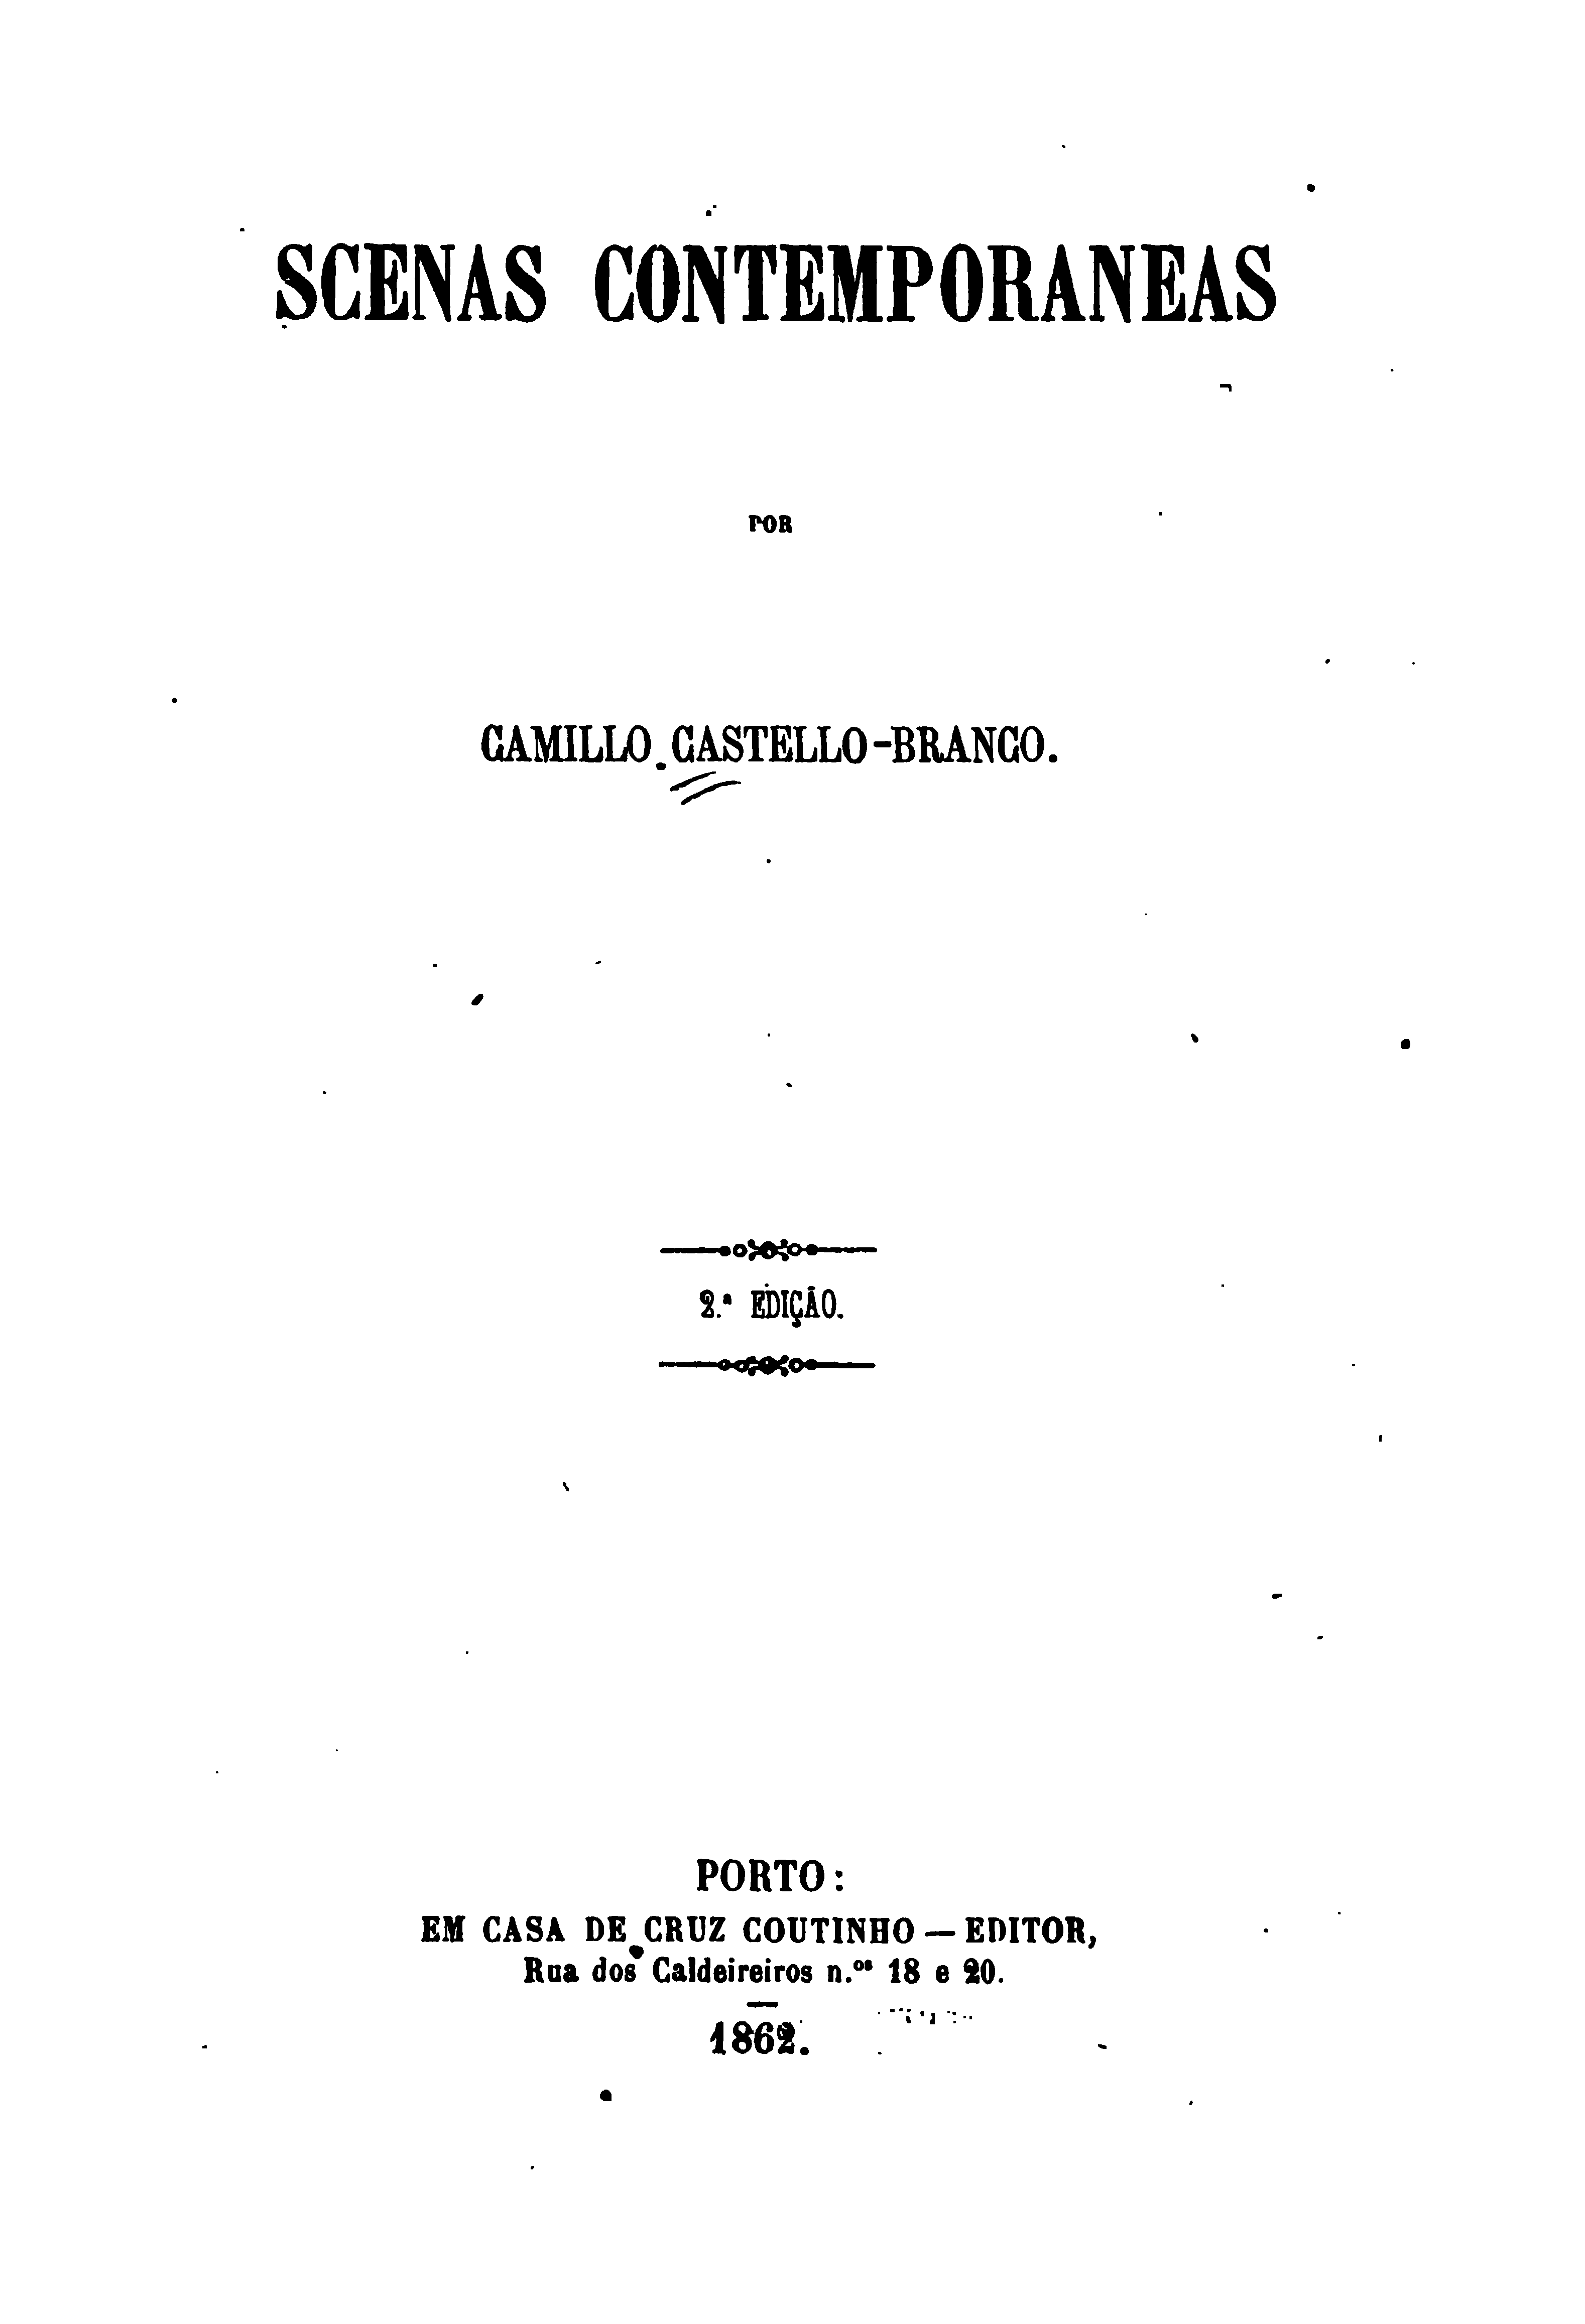 SCENAS CONTEMPORANEAS
POR
CAMILLO CASTELLO-BRANCO.
2.ª EDIÇÃO.
PORTO:
EM CASA DE CRUZ COUTINHO — EDITOR,
Rua dos Caldeireiros n.os 18 e 20.
1862.